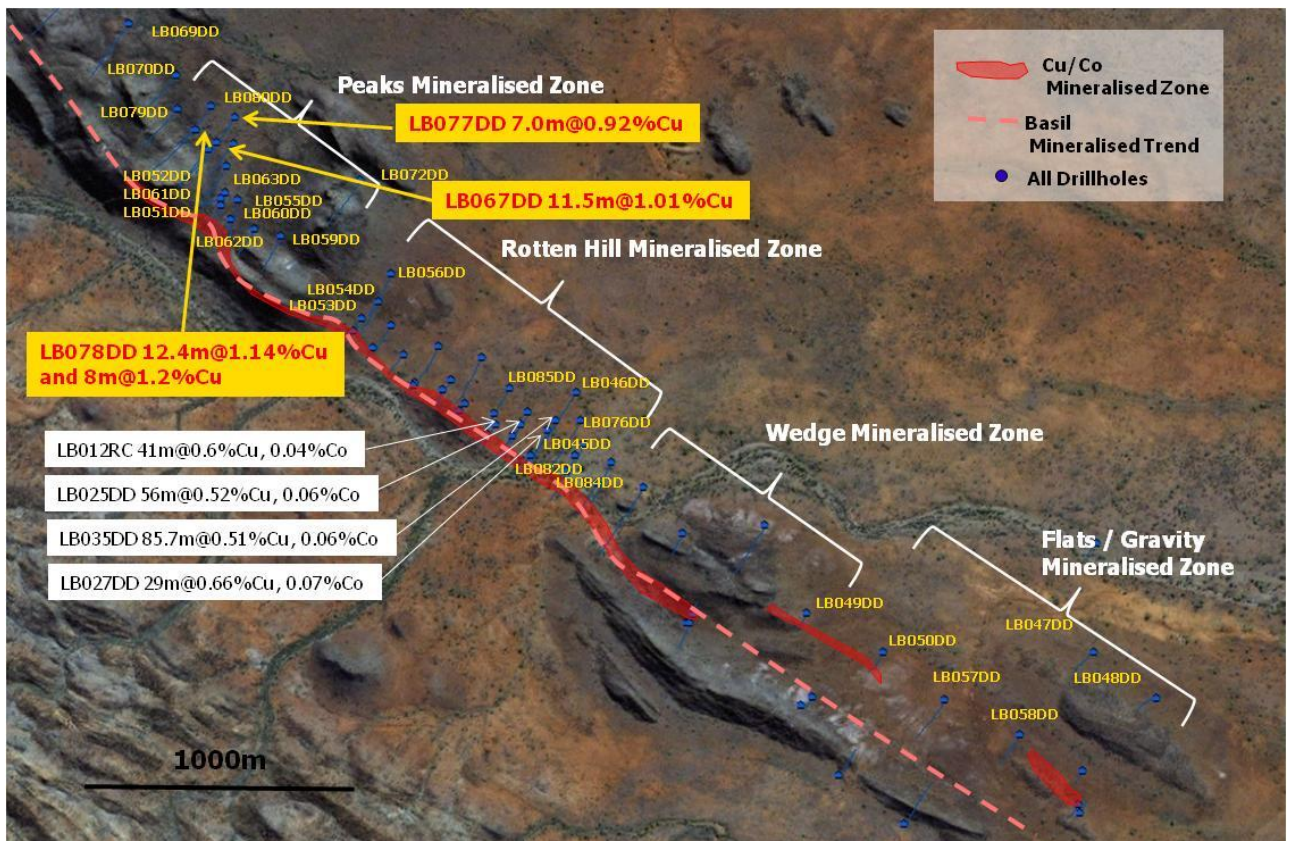 LB069DD
LB070DD
Peaks Mineralised Zone
LB080DD
LB079DD
LB077DD 7.0m@0.92%Cu
LB052DD
LB063DD
LB072DD
LB061DD
LB055DD
LB051DD
LB060DD
LB067DD 11.5m@1.01%Cu
LB062DD
LB059DD
Rotten Hill Mineralised Zone
LB056DD
LB054DD
LB053DD
LB078DD 12.4m@1.14%Cu
and 8m@1.2%Cu
LB085DD
LB046DD
LB076DD
LB045DD
LB082DD
LB084DD
LB012RC 41m@0.6%Cu, 0.04%Co
LB025DD 56m@0.52%Cu, 0.06%Co
LB035DD 85.7m@0.51%Cu, 0.06%Co
LB027DD 29m@0.66%Cu, 0.07%Co
Wedge Mineralised Zone
Flats / Gravity
Mineralised Zone
LB049DD
LB050DD
LB047DD
LB048DD
LB057DD
LB058DD
1000m
Cu/Co
Mineralised Zone
Basil
Mineralised Trend
All Drillholes